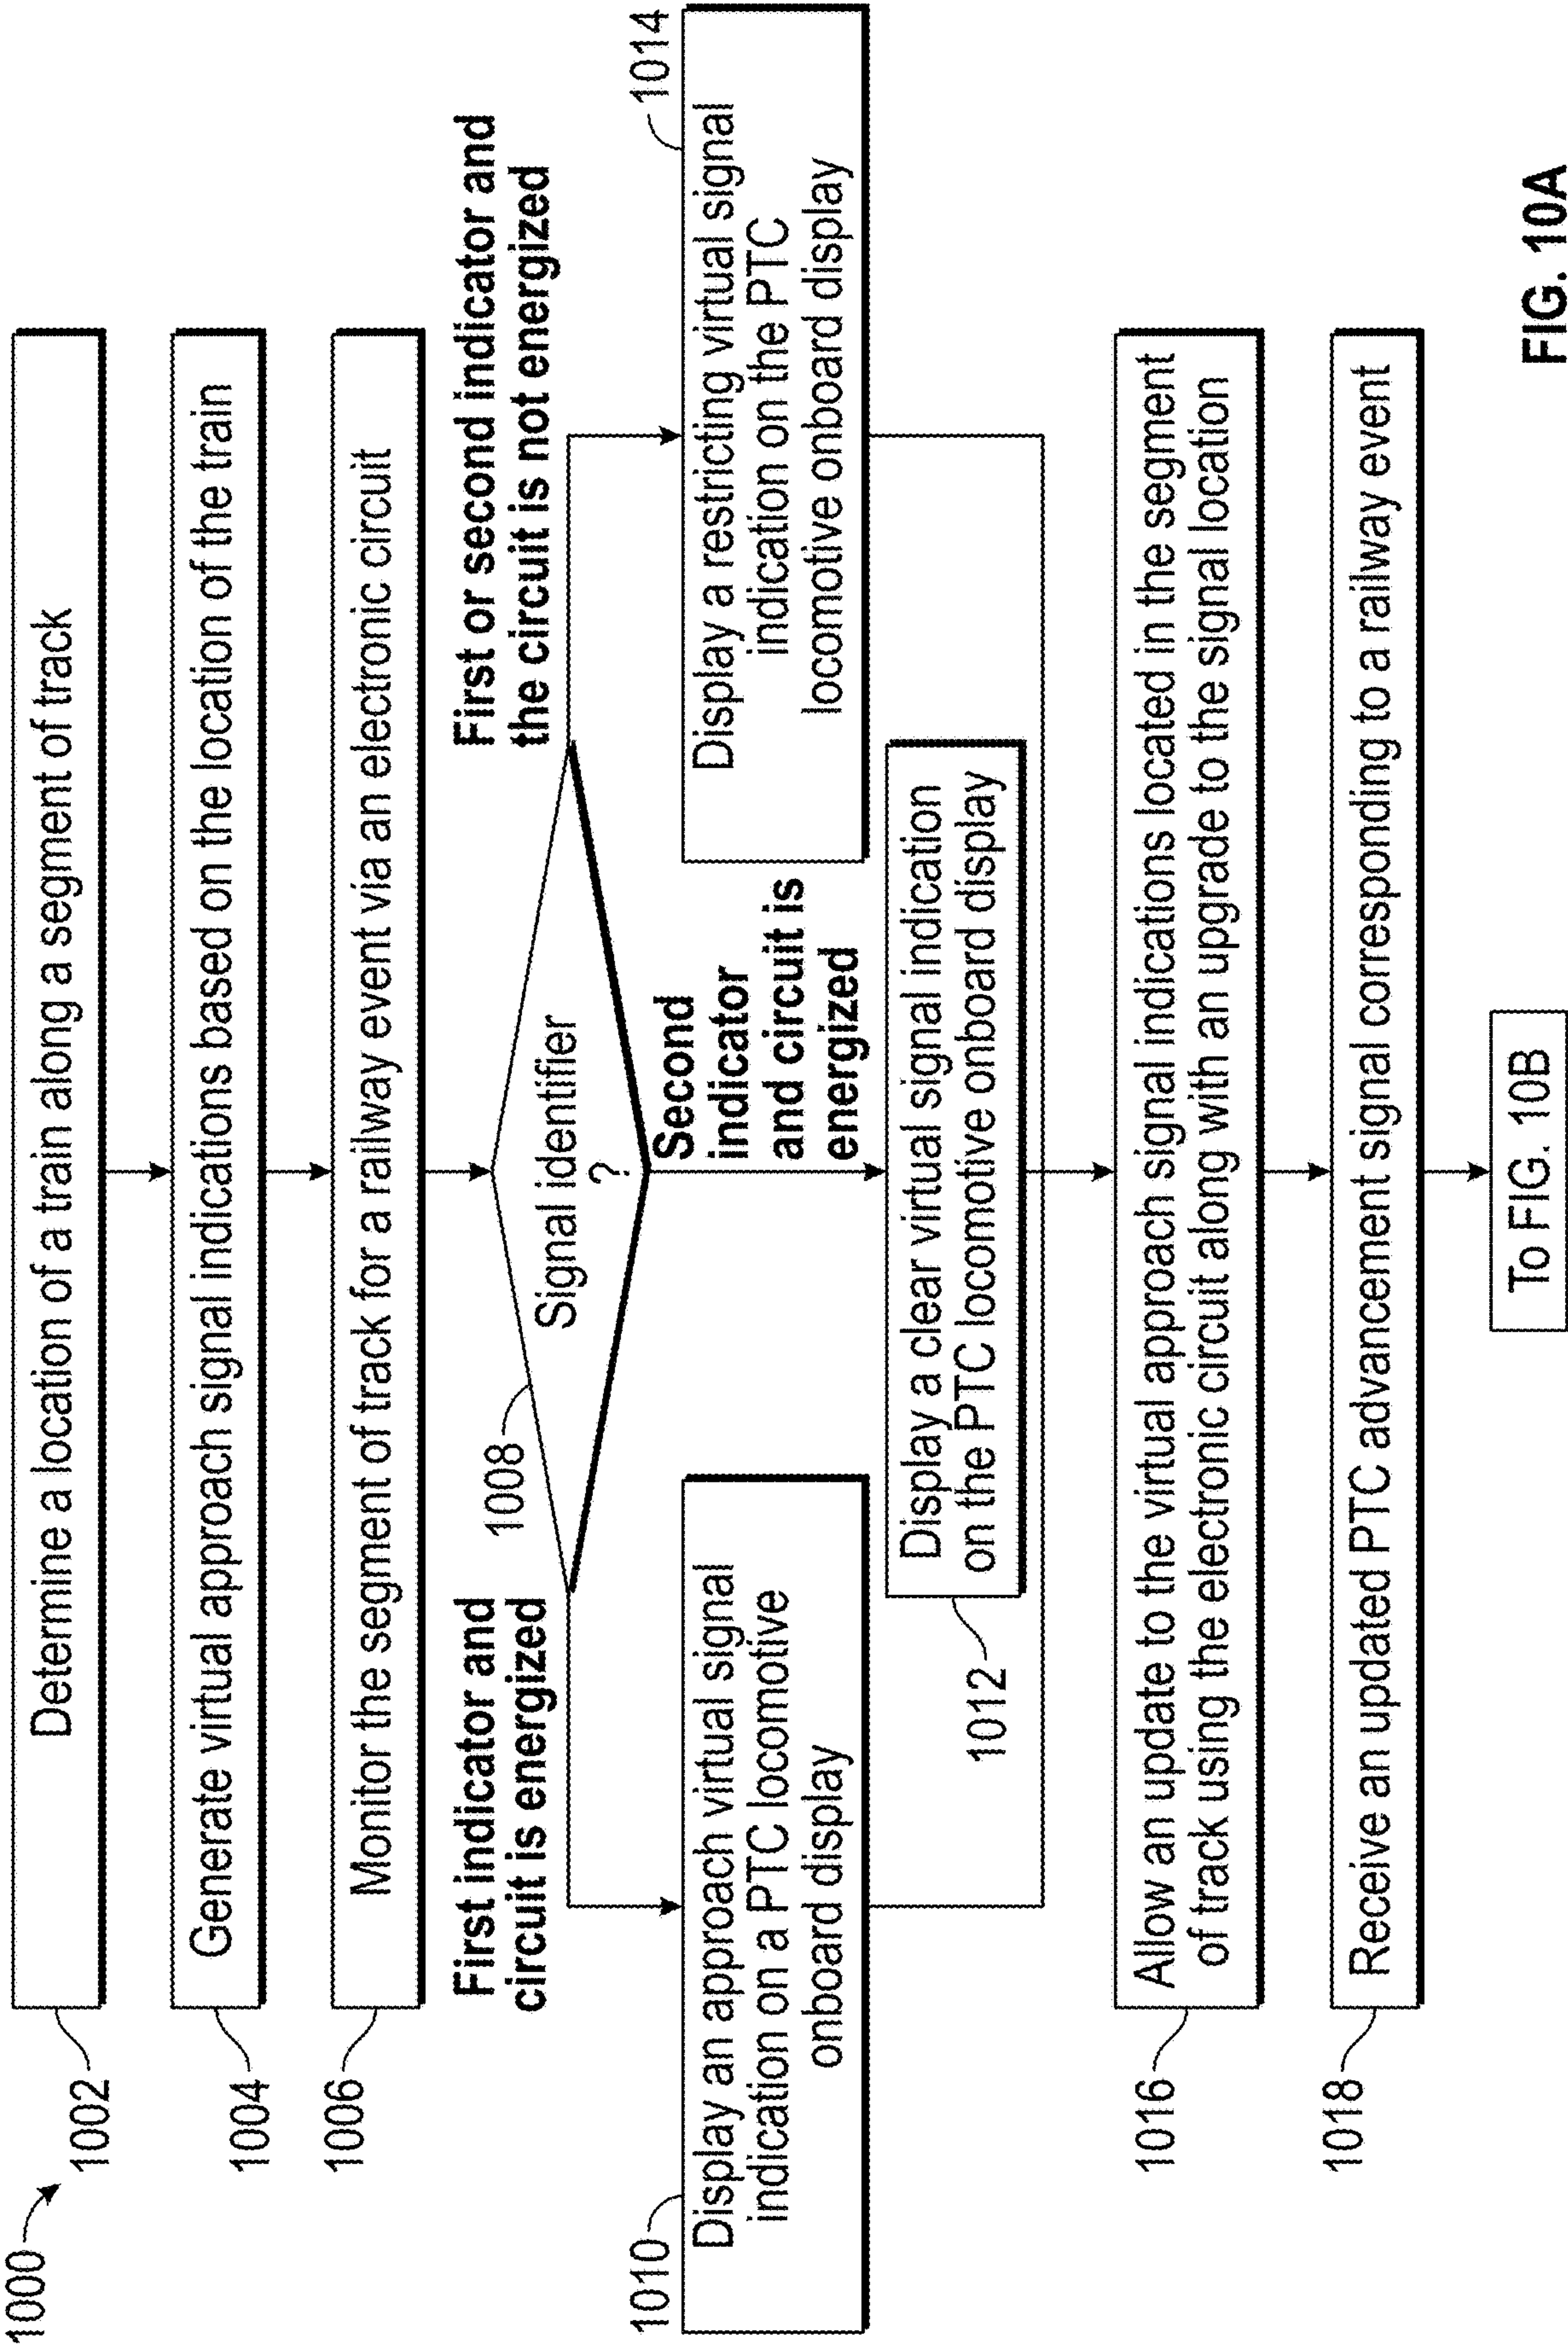 1000
1002
Determine a location of a train along a segment of track
1004
Generate virtual approach signal indications based on the location of the train
1006
Monitor the segment of track for a railway event via an electronic circuit
1008
Signal identifier
?
First indicator and
circuit is energized
Second
indicator
and circuit is
energized
First or second indicator and
the circuit is not energized
1010
Display an approach virtual signal
indication on a PTC locomotive
onboard display
1012
Display a clear virtual signal indication
on the PTC locomotive onboard display
1014
Display a restricting virtual signal
indication on the PTC
locomotive onboard display
1016
Allow an update to the virtual approach signal indications located in the segment
of track using the electronic circuit along with an upgrade to the signal location
1018
Receive an updated PTC advancement signal corresponding to a railway event
To FIG. 10B
FIG. 10A